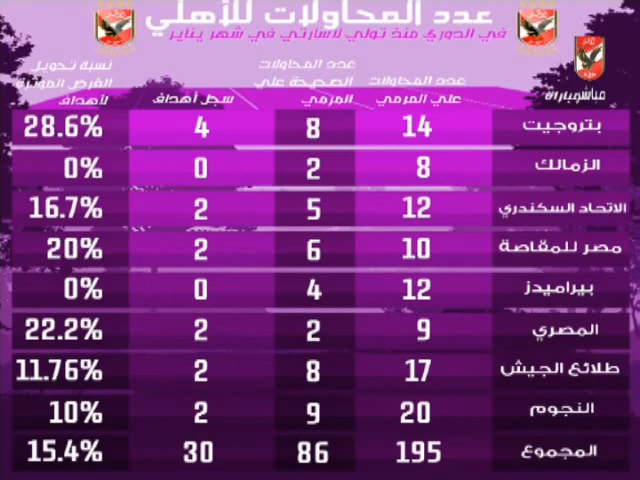 عدد المحاولات للأهلي
في الدوري منذ تولي لاسارتي في شهر يناير
مباشوباراة
عدد المحاولات
علي المرمي
عدد المحاولات
الصحيحة علي
المرمي
سجل أهداف
نسبة تحويل
الفرص الموثرة
لأهداف
بتروجيت 14 8 4 28.6%
الزمالك 8 2 0 0%
الاتحاد السكندري 12 5 2 16.7%
مصر للمقاصة 10 6 2 20%
بيراميدز 12 4 0 0%
المصري 9 2 2 22.2%
طلائع الجيش 17 8 2 11.76%
النجوم 20 9 2 10%
المجموع 195 86 30 15.4%